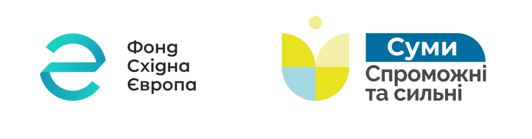 Фонд
Східна
Європа
Суми
Спроможні
та сильні